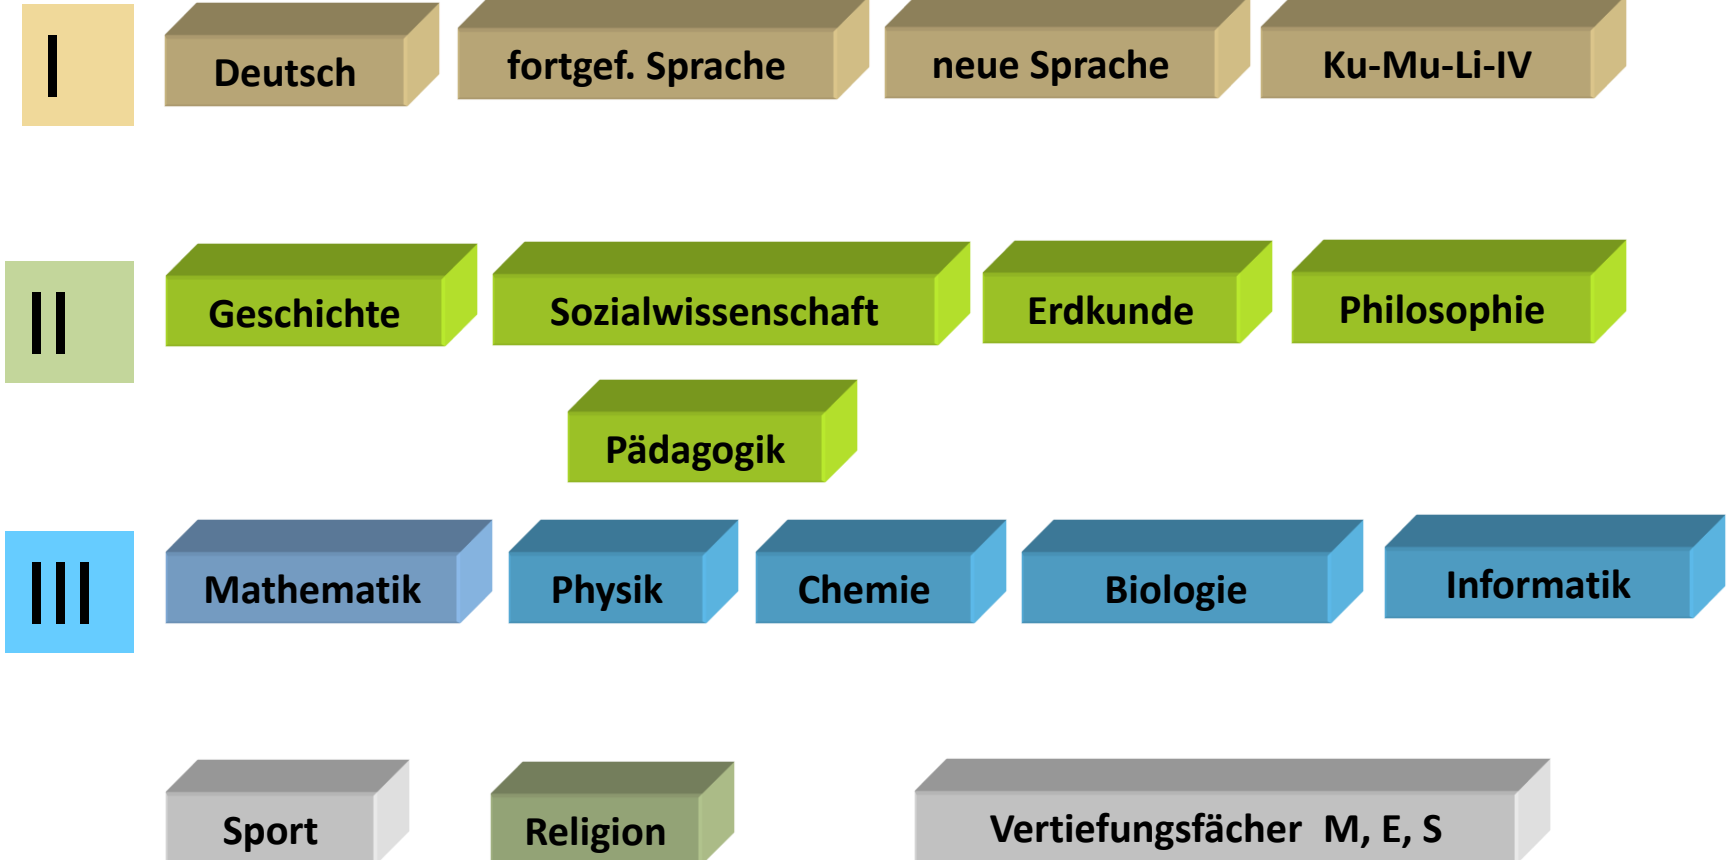 I
Deutsch fortgef. Sprache neue Sprache Ku-Mu-Li-IV
II
Geschichte Sozialwissenschaft Erdkunde Philosophie
Pädagogik
III
Mathematik Physik Chemie Biologie Informatik
Sport Religion Vertiefungsfächer M, E, S